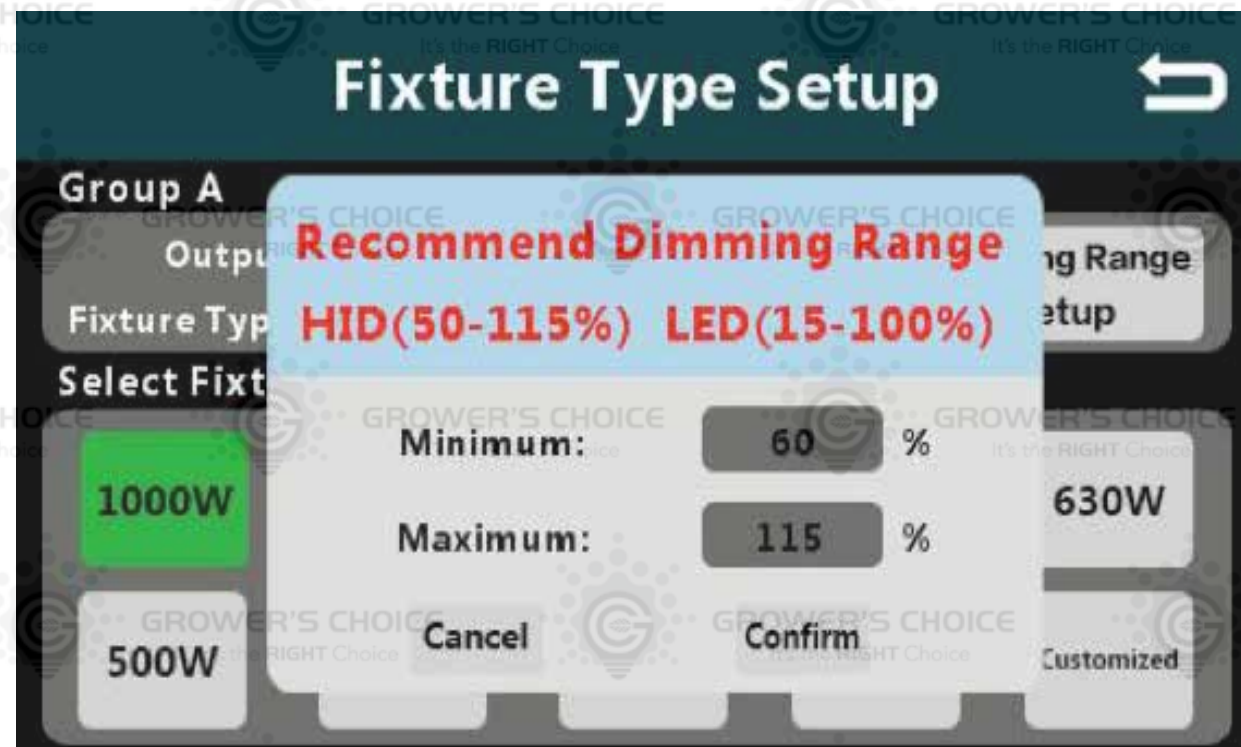 Fixture Type Setup
Group A
Outpu
Fixture Typ
ng Range
etup
Select Fixt
Recommend Dimming Range
HID(50-115%) LED(15-100%)
Minimum: 60 %
Maximum: 115 %
Cancel Confirm
1000W
630W
500W
Customized
GROWER'S CHOICE
It's the RIGHT Choice